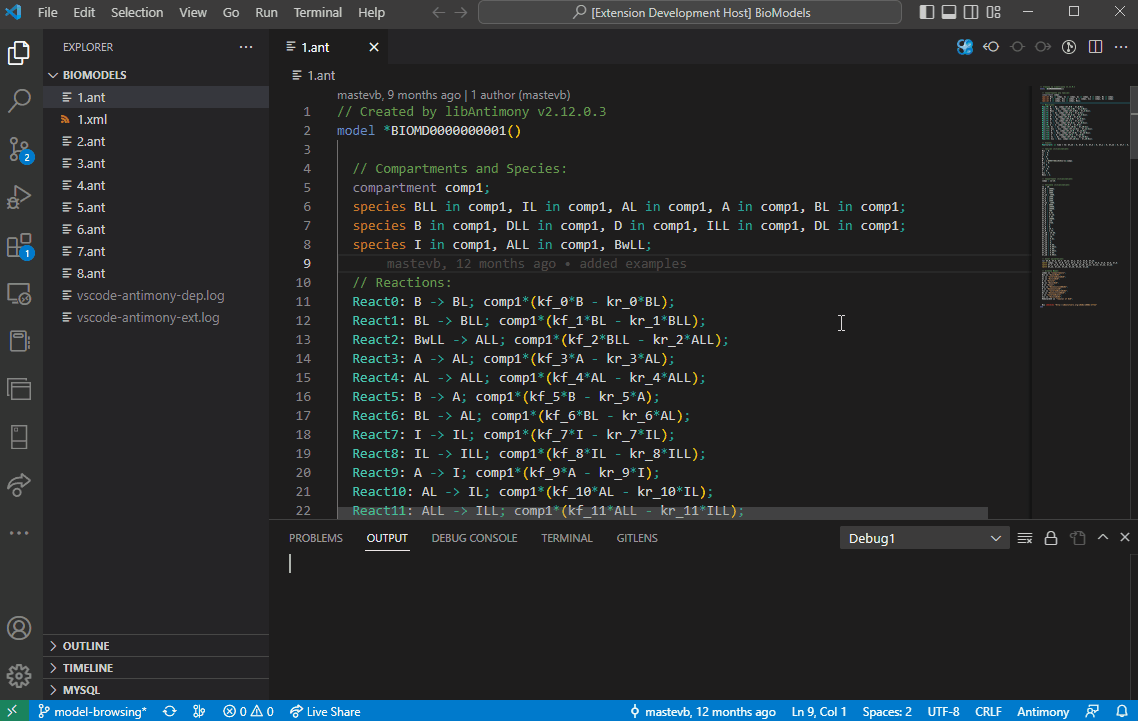 File Edit Selection View Go Run Terminal Help [Extension Development Host] BioModels
EXPLORER
BIOMODELS
1.ant
1.xml
2.ant
3.ant
4.ant
5.ant
6.ant
7.ant
8.ant
vscode-antimony-dep.log
vscode-antimony-ext.log
2
1
OUTLINE
TIMELINE
MYSQL
1.ant
1.ant
mastevb, 9 months ago | 1 author (mastevb)
1 // Created by libAntimony v2.12.0.3
2 model *BIOMD0000000001()
3
4 // Compartments and Species:
5 compartment comp1;
6 species BLL in comp1, IL in comp1, AL in comp1, A in comp1, BL in comp1;
7 species B in comp1, DLL in comp1, D in comp1, ILL in comp1, DL in comp1;
8 species I in comp1, ALL in comp1, BwLL;
9 mastevb, 12 months ago • added examples
10 // Reactions:
11 React0: B -> BL; comp1*(kf_0*B - kr_0*BL);
12 React1: BL -> BLL; comp1*(kf_1*BL - kr_1*BLL);
13 React2: BwLL -> ALL; comp1*(kf_2*BLL - kr_2*ALL);
14 React3: A -> AL; comp1*(kf_3*A - kr_3*AL);
15 React4: AL -> ALL; comp1*(kf_4*AL - kr_4*ALL);
16 React5: B -> A; comp1*(kf_5*B - kr_5*A);
17 React6: BL -> AL; comp1*(kf_6*BL - kr_6*AL);
18 React7: I -> IL; comp1*(kf_7*I - kr_7*IL);
19 React8: IL -> ILL; comp1*(kf_8*IL - kr_8*ILL);
20 React9: A -> I; comp1*(kf_9*A - kr_9*I);
21 React10: AL -> IL; comp1*(kf_10*AL - kr_10*IL);
22 React11: ALL -> ILL; comp1*(kf_11*ALL - kr_11*ILL);
PROBLEMS OUTPUT DEBUG CONSOLE TERMINAL GITLENS Debug1
model-browsing* 0 0 Live Share mastevb, 12 months ago Ln 9, Col 1 Spaces: 2 UTF-8 CRLF Antimony